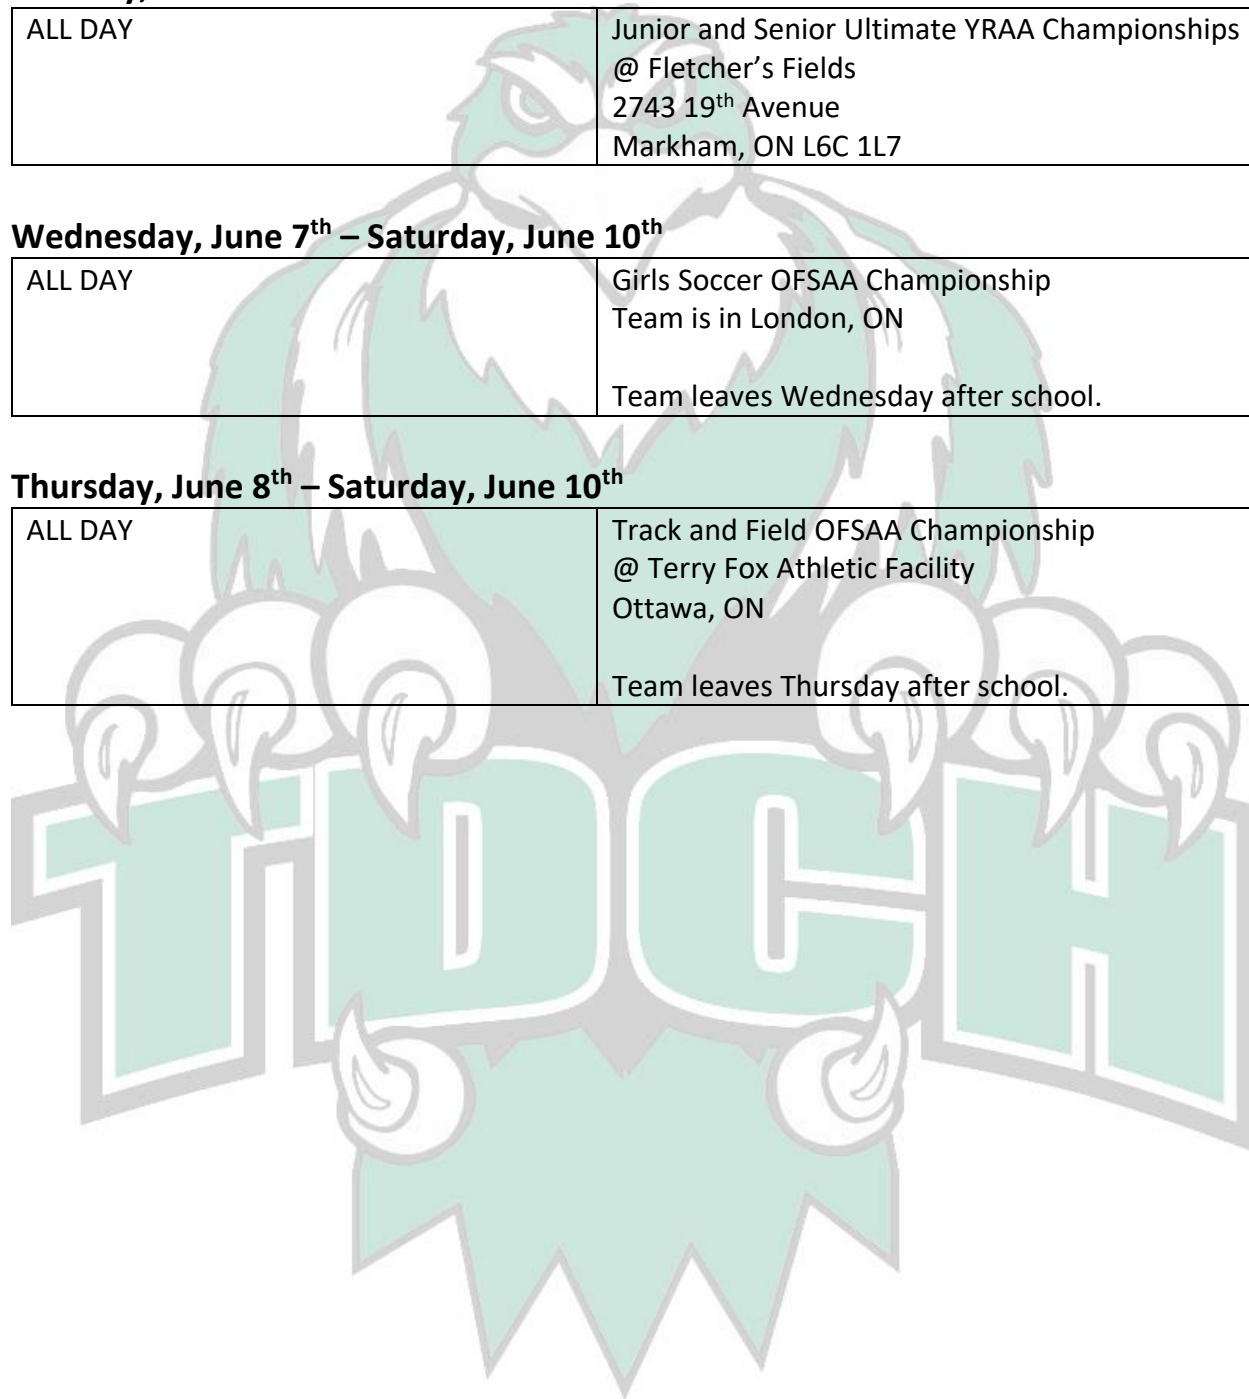 ALL DAY
Junior and Senior Ultimate YRAA Championships
@ Fletcher’s Fields
2743 19th Avenue
Markham, ON L6C 1L7
Wednesday, June 7th – Saturday, June 10th
ALL DAY
Girls Soccer OFSAA Championship
Team is in London, ON
Team leaves Wednesday after school.
Thursday, June 8th – Saturday, June 10th
ALL DAY
Track and Field OFSAA Championship
@ Terry Fox Athletic Facility
Ottawa, ON
Team leaves Thursday after school.
TDCH